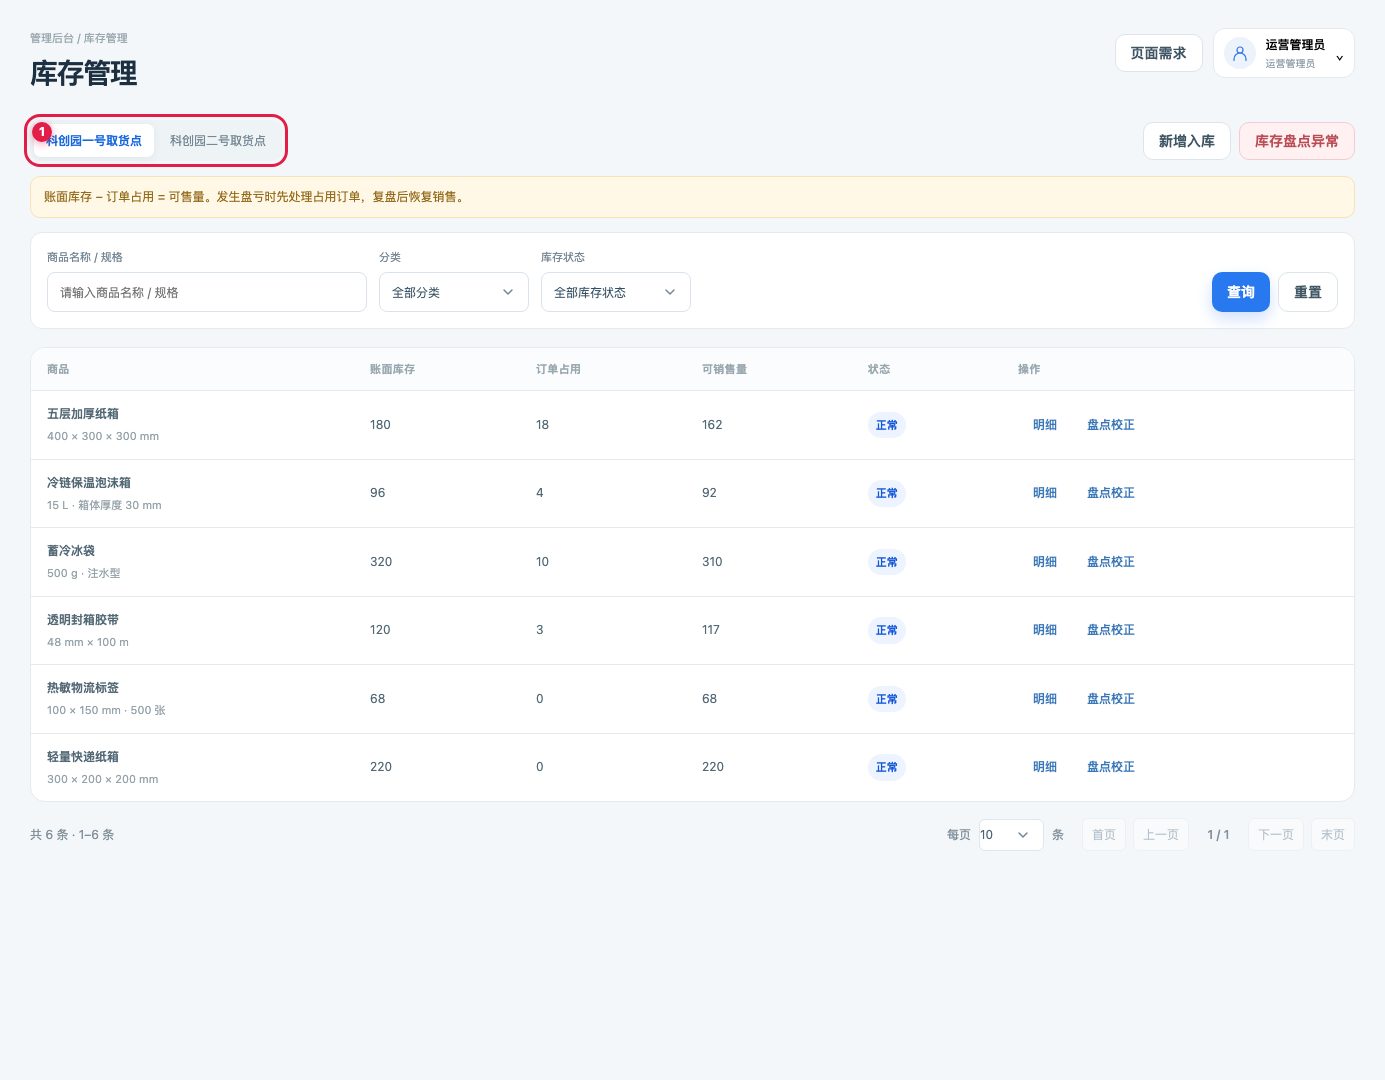 管理后台 / 库存管理
库存管理
页面需求
运营管理员
运营管理员
1
科创园一号取货点
科创园二号取货点
新增入库
库存盘点异常
账面库存 – 订单占用 = 可售量。发生盘亏时先处理占用订单，复盘后恢复销售。
商品名称 / 规格
分类
库存状态
请输入商品名称 / 规格
全部分类
全部库存状态
查询
重置
商品 账面库存 订单占用 可销售量 状态 操作
五层加厚纸箱
400 × 300 × 300 mm
180 18 162 正常 明细 盘点校正
冷链保温泡沫箱
15 L · 箱体厚度 30 mm
96 4 92 正常 明细 盘点校正
蓄冷冰袋
500 g · 注水型
320 10 310 正常 明细 盘点校正
透明封箱胶带
48 mm × 100 m
120 3 117 正常 明细 盘点校正
热敏物流标签
100 × 150 mm · 500 张
68 0 68 正常 明细 盘点校正
轻量快递纸箱
300 × 200 × 200 mm
220 0 220 正常 明细 盘点校正
共 6 条 · 1–6 条
每页 10 条 首页 上一页 1 / 1 下一页 末页